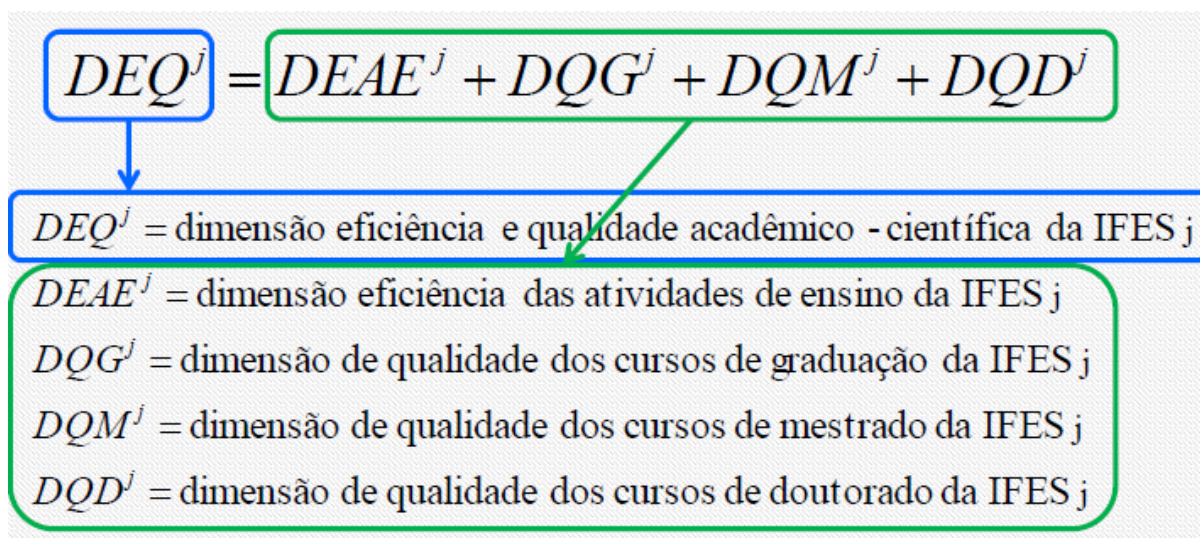 DEQ^j = DEAE^j + DQG^j + DQM^j + DQD^j
DEQ^j = dimensão eficiência e qualidade acadêmico - científica da IFES j
DEAE^j = dimensão eficiência das atividades de ensino da IFES j
DQG^j = dimensão de qualidade dos cursos de graduação da IFES j
DQM^j = dimensão de qualidade dos cursos de mestrado da IFES j
DQD^j = dimensão de qualidade dos cursos de doutorado da IFES j